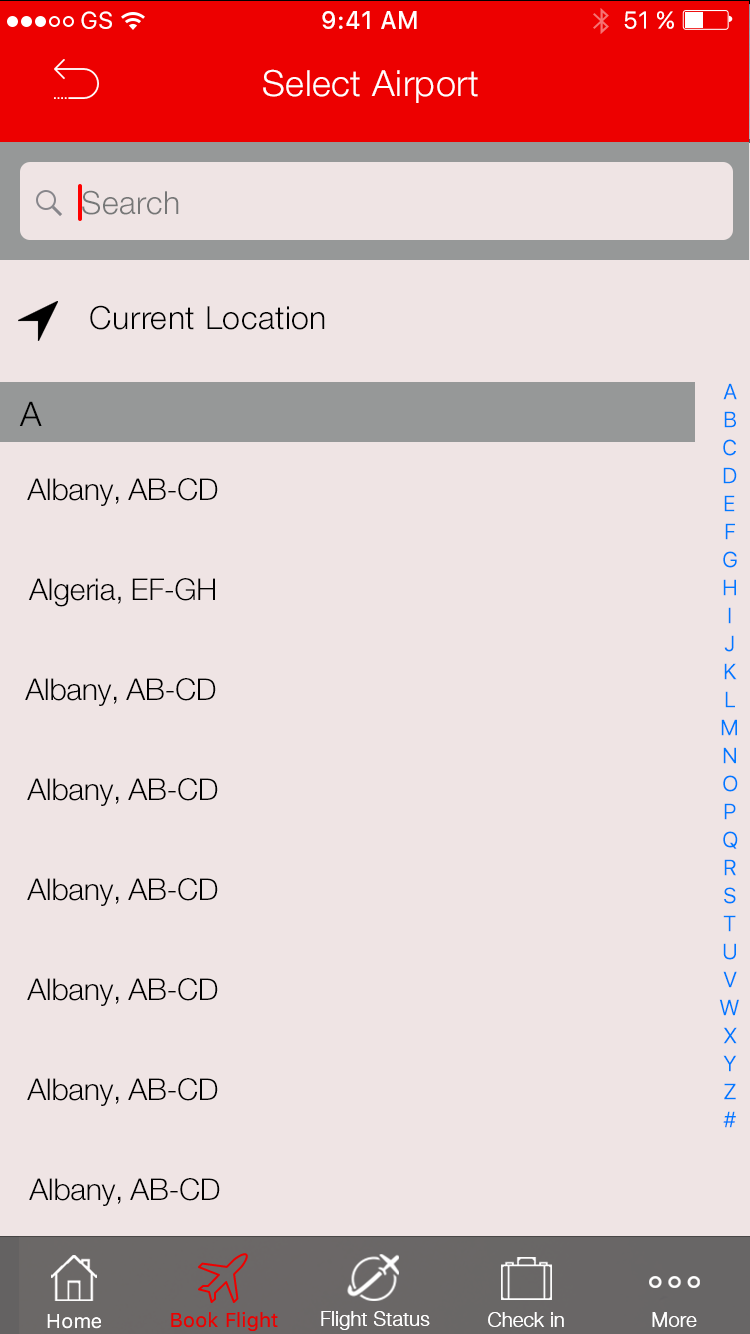 GS 9:41 AM 51 %
Select Airport
Search
Current Location
A
Albany, AB-CD
Algeria, EF-GH
Albany, AB-CD
Albany, AB-CD
Albany, AB-CD
Albany, AB-CD
Albany, AB-CD
Albany, AB-CD
A
B
C
D
E
F
G
H
I
J
K
L
M
N
O
P
Q
R
S
T
U
V
W
X
Y
Z
#
Home Book Flight Flight Status Check in More